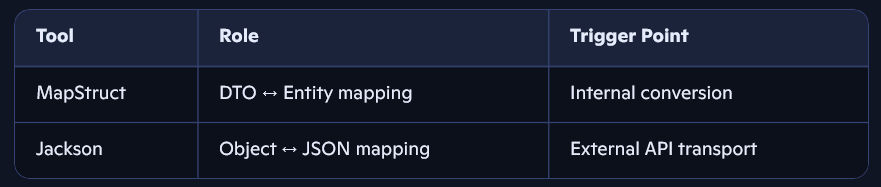 Tool Role Trigger Point
MapStruct DTO ↔ Entity mapping Internal conversion
Jackson Object ↔ JSON mapping External API transport